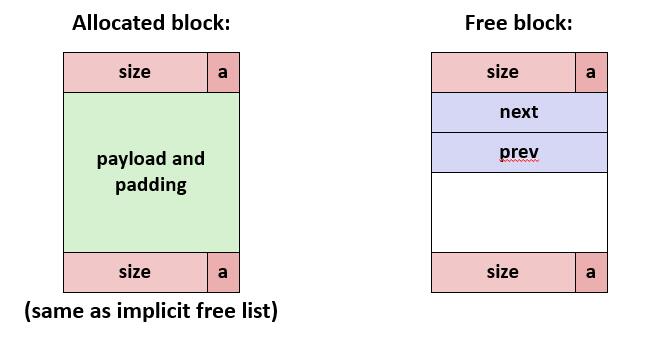 Allocated block:
Free block:
size a
size a
next
payload and
padding
prev
size a
size a
(same as implicit free list)